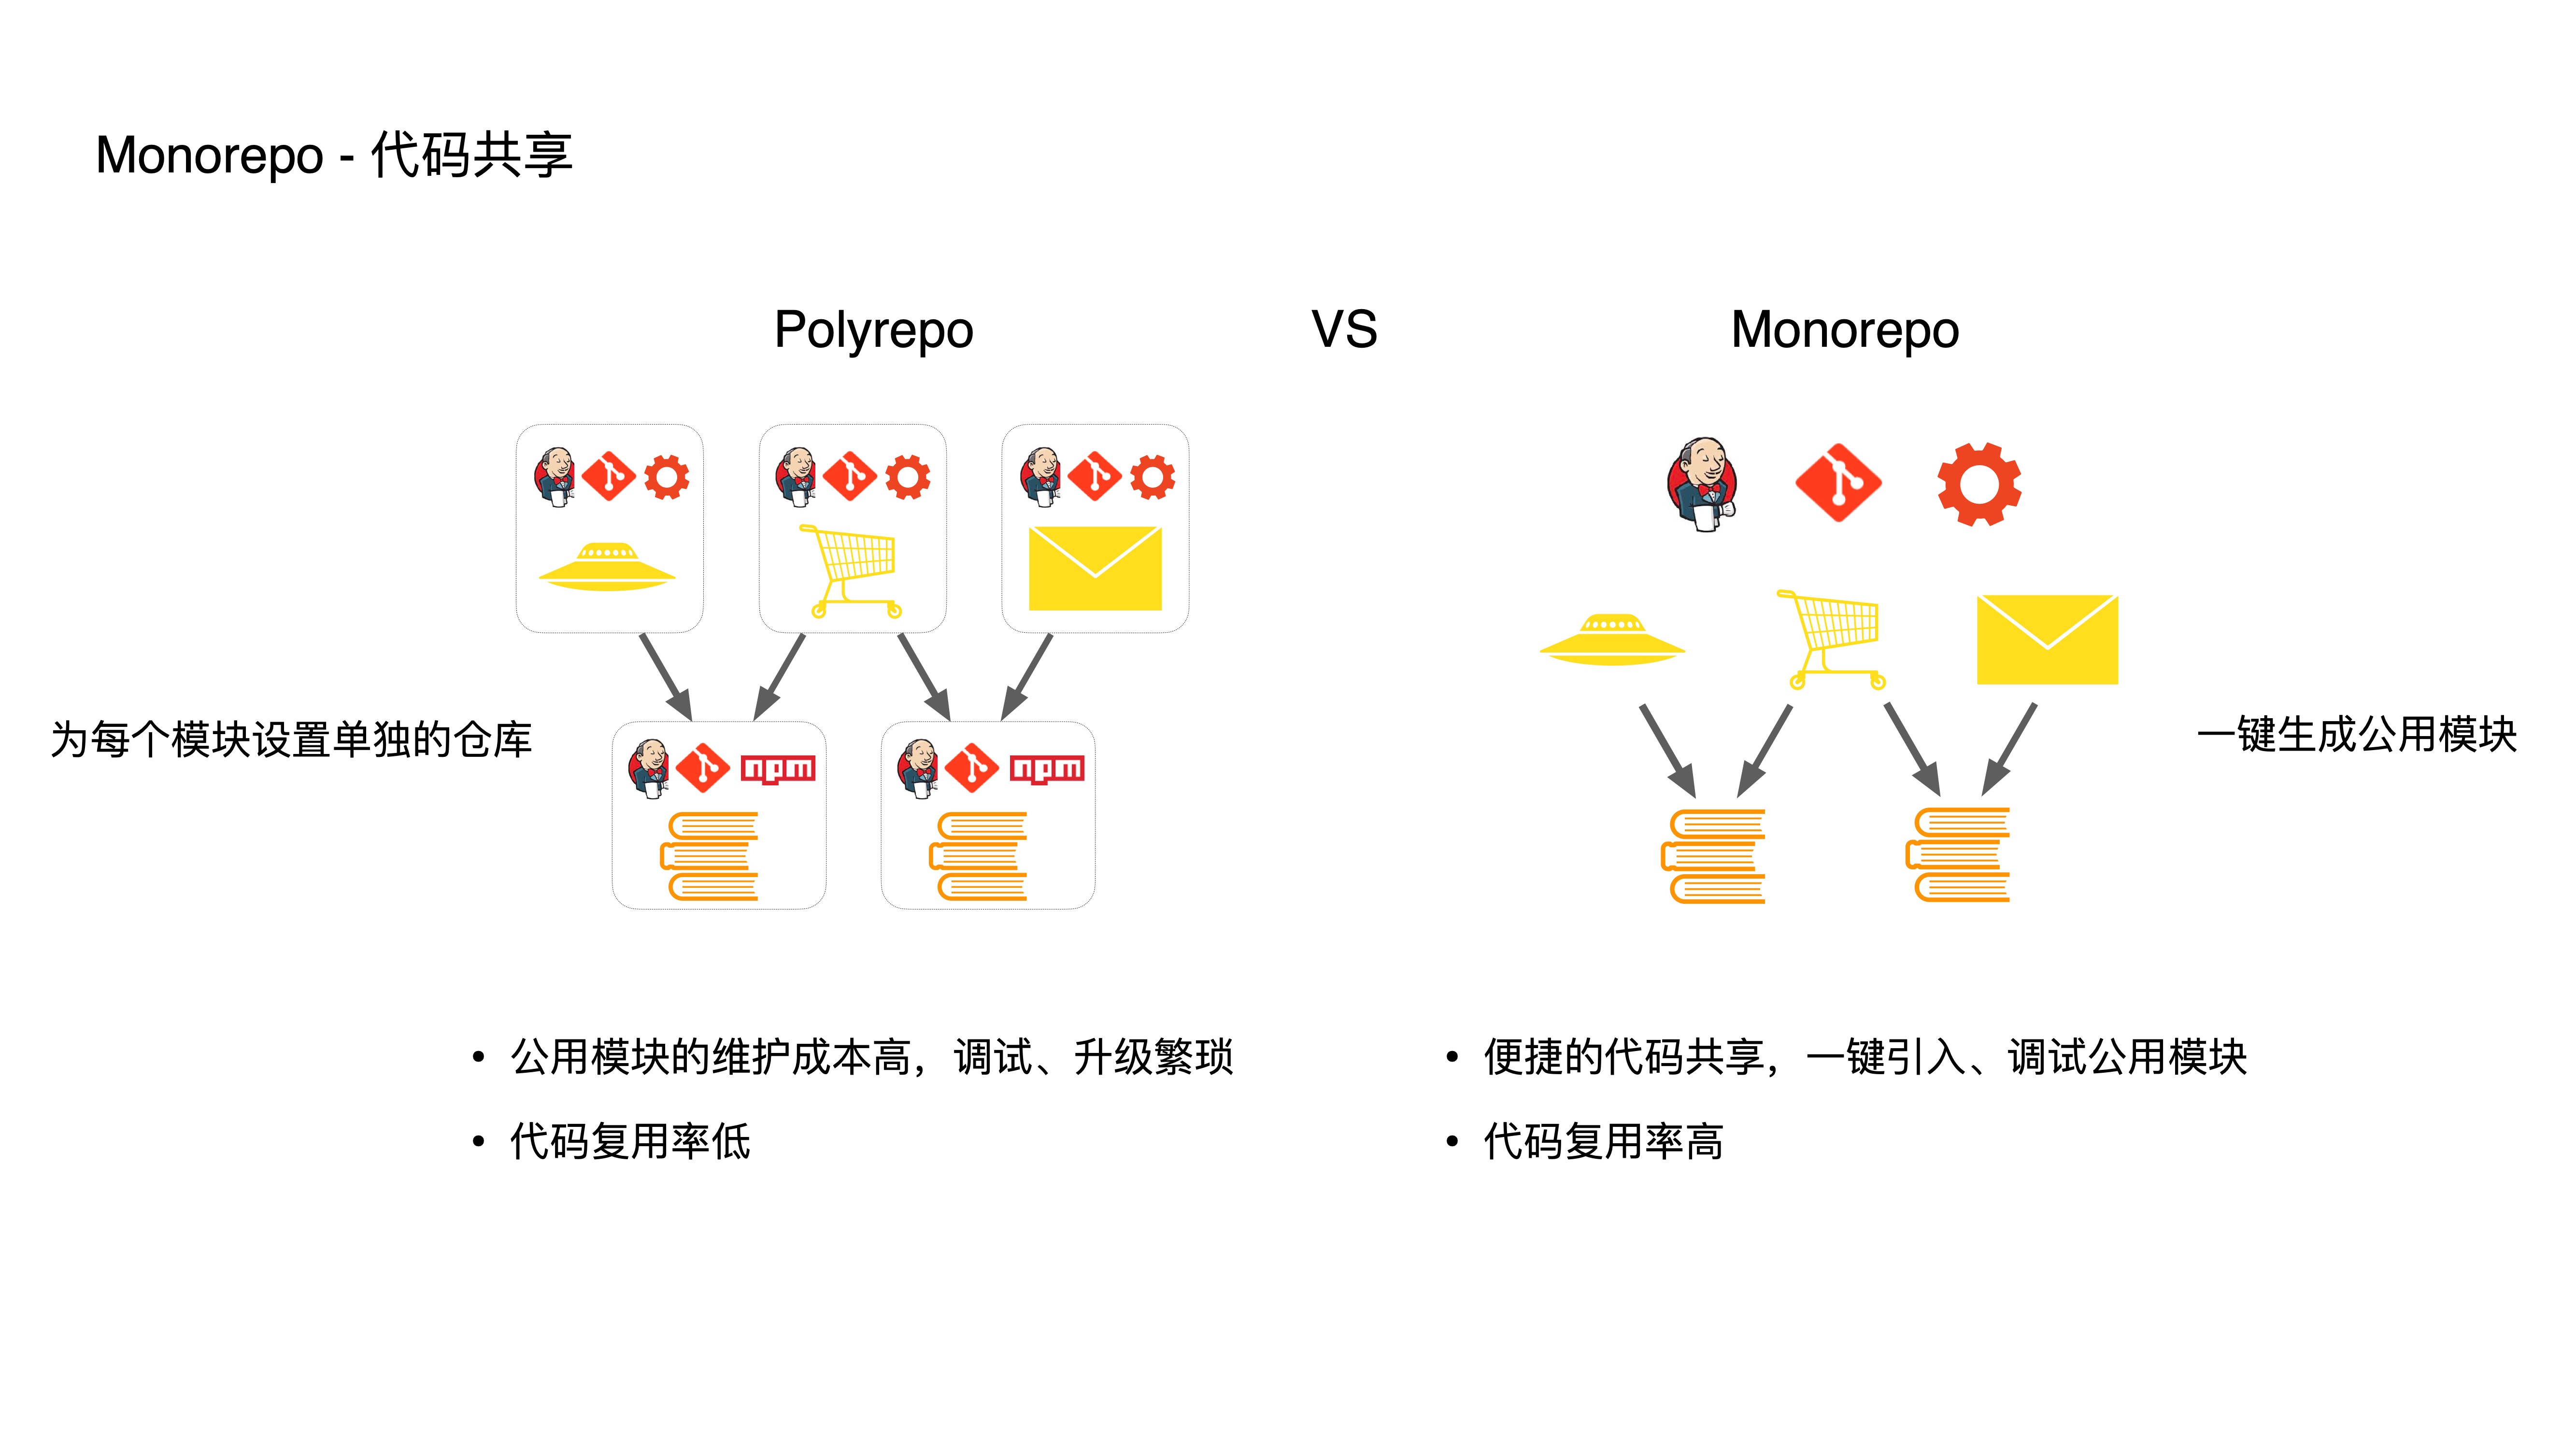 Monorepo - 代码共享
Polyrepo
VS
Monorepo
为每个模块设置单独的仓库
npm
npm
一键生成公用模块
• 公用模块的维护成本高，调试、升级繁琐
• 代码复用率低
• 便捷的代码共享，一键引入、调试公用模块
• 代码复用率高